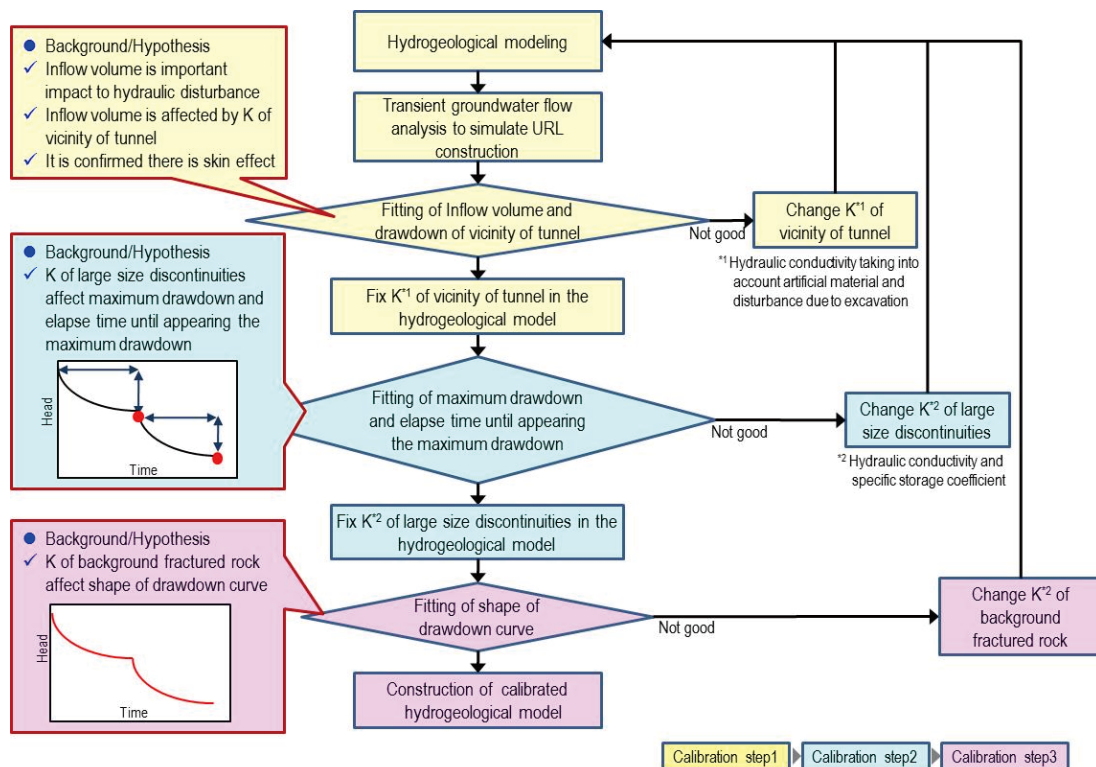 ● Background/Hypothesis
✓ Inflow volume is important
impact to hydraulic disturbance
✓ Inflow volume is affected by K of
vicinity of tunnel
✓ It is confirmed there is skin effect
Hydrogeological modeling
Transient groundwater flow
analysis to simulate URL
construction
Fitting of Inflow volume and
drawdown of vicinity of tunnel
Not good
Change K*1 of
vicinity of tunnel
*1 Hydraulic conductivity taking into
account artificial material and
disturbance due to excavation
Fix K*1 of vicinity of tunnel in the
hydrogeological model
● Background/Hypothesis
✓ K of large size discontinuities
affect maximum drawdown and
elapse time until appearing the
maximum drawdown
Head
Time
Fitting of maximum drawdown
and elapse time until appearing
the maximum drawdown
Not good
Change K*2 of large
size discontinuities
*2 Hydraulic conductivity and
specific storage coefficient
Fix K*2 of large size discontinuities in the
hydrogeological model
● Background/Hypothesis
✓ K of background fractured rock
affect shape of drawdown curve
Head
Time
Fitting of shape of
drawdown curve
Not good
Change K*2 of
background
fractured rock
Construction of calibrated
hydrogeological model
Calibration step1
Calibration step2
Calibration step3